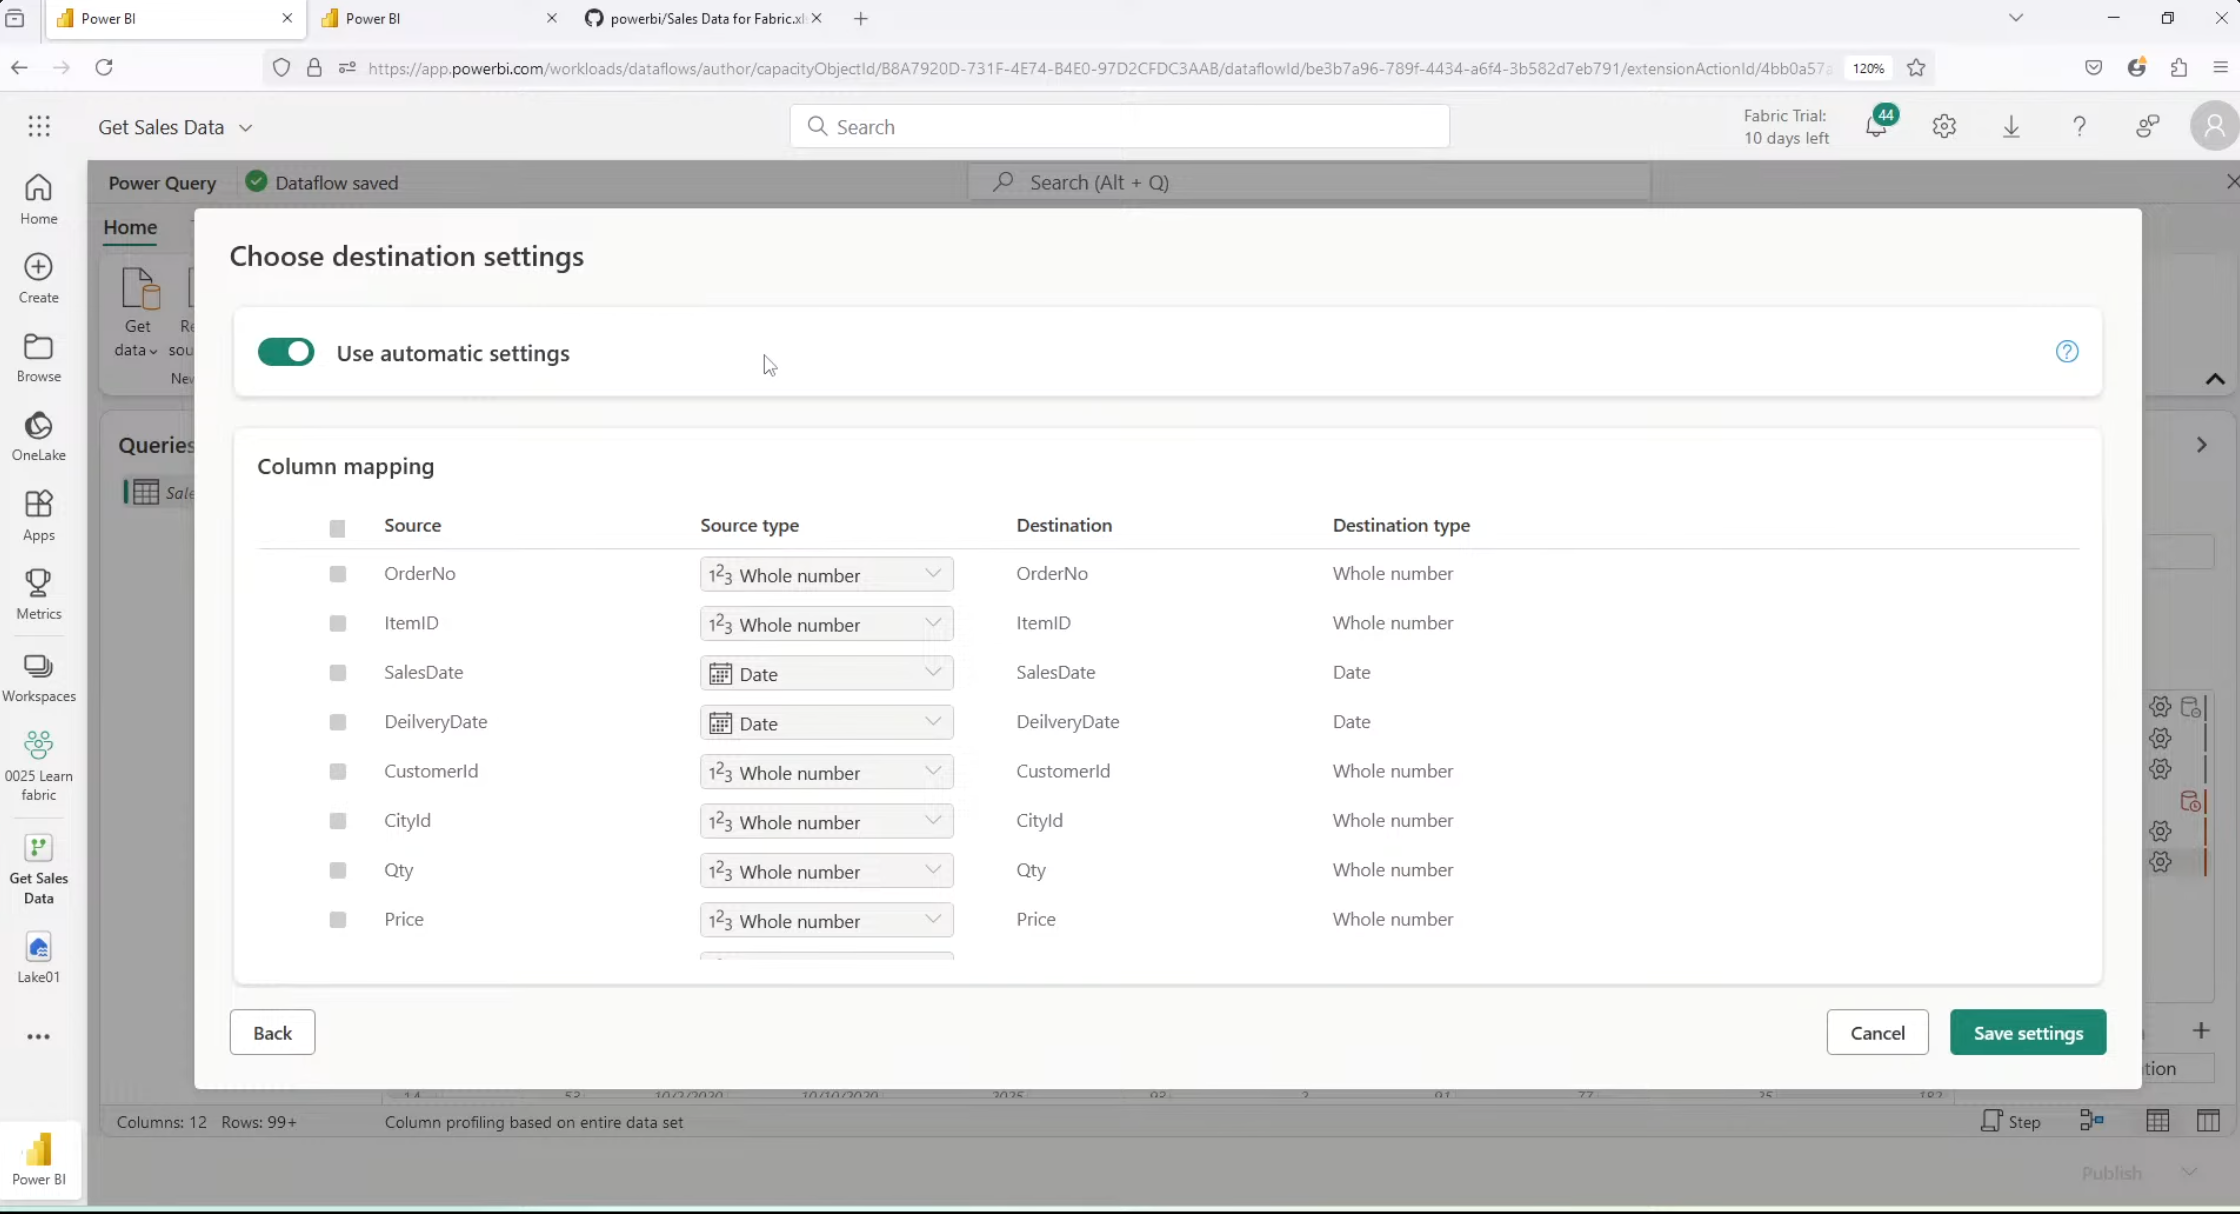 Power BI
Power BI
powerbi/Sales Data for Fabric.xl
https://app.powerbi.com/workloads/dataflows/author/capacityObjectId/B8A7920D-731F-4E74-B4E0-97D2CFDC3AAB/dataflowId/be3b7a96-789f-4434-a6f4-3b582d7eb791/extensionActionId/4bb0a57a
120%
Get Sales Data
Search
Fabric Trial:
10 days left
44
Power Query
Dataflow saved
Search (Alt + Q)
Home
Create
Browse
OneLake
Apps
Metrics
Workspaces
0025 Learn
fabric
Get Sales
Data
Lake01
Power BI
Home
Get
data
Re
sou
New
Queries
Sale
Choose destination settings
Use automatic settings
Column mapping
Source Source type Destination Destination type
OrderNo Whole number OrderNo Whole number
ItemID Whole number ItemID Whole number
SalesDate Date SalesDate Date
DeilveryDate Date DeilveryDate Date
CustomerId Whole number CustomerId Whole number
CityId Whole number CityId Whole number
Qty Whole number Qty Whole number
Price Whole number Price Whole number
Back
Cancel
Save settings
tion
Columns: 12 Rows: 99+
Column profiling based on entire data set
Step
Publish